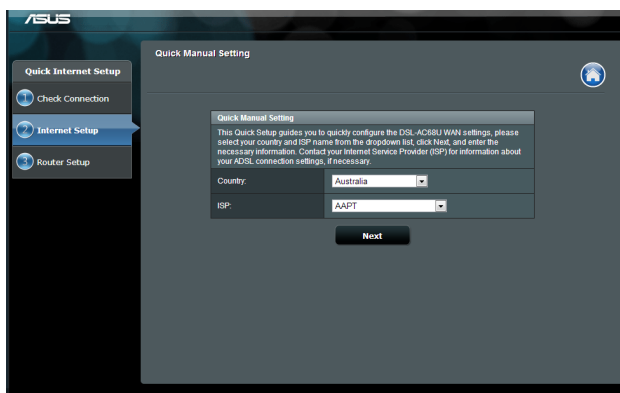 ASUS
Quick Manual Setting
Quick Internet Setup
1 Check Connection
2 Internet Setup
3 Router Setup
Quick Manual Setting
This Quick Setup guides you to quickly configure the DSL-AC68U WAN settings, please
select your country and ISP name from the dropdown list, click Next, and enter the
necessary information. Contact your Internet Service Provider (ISP) for information about
your ADSL connection settings, if necessary.
Country: Australia
ISP: AAPT
Next